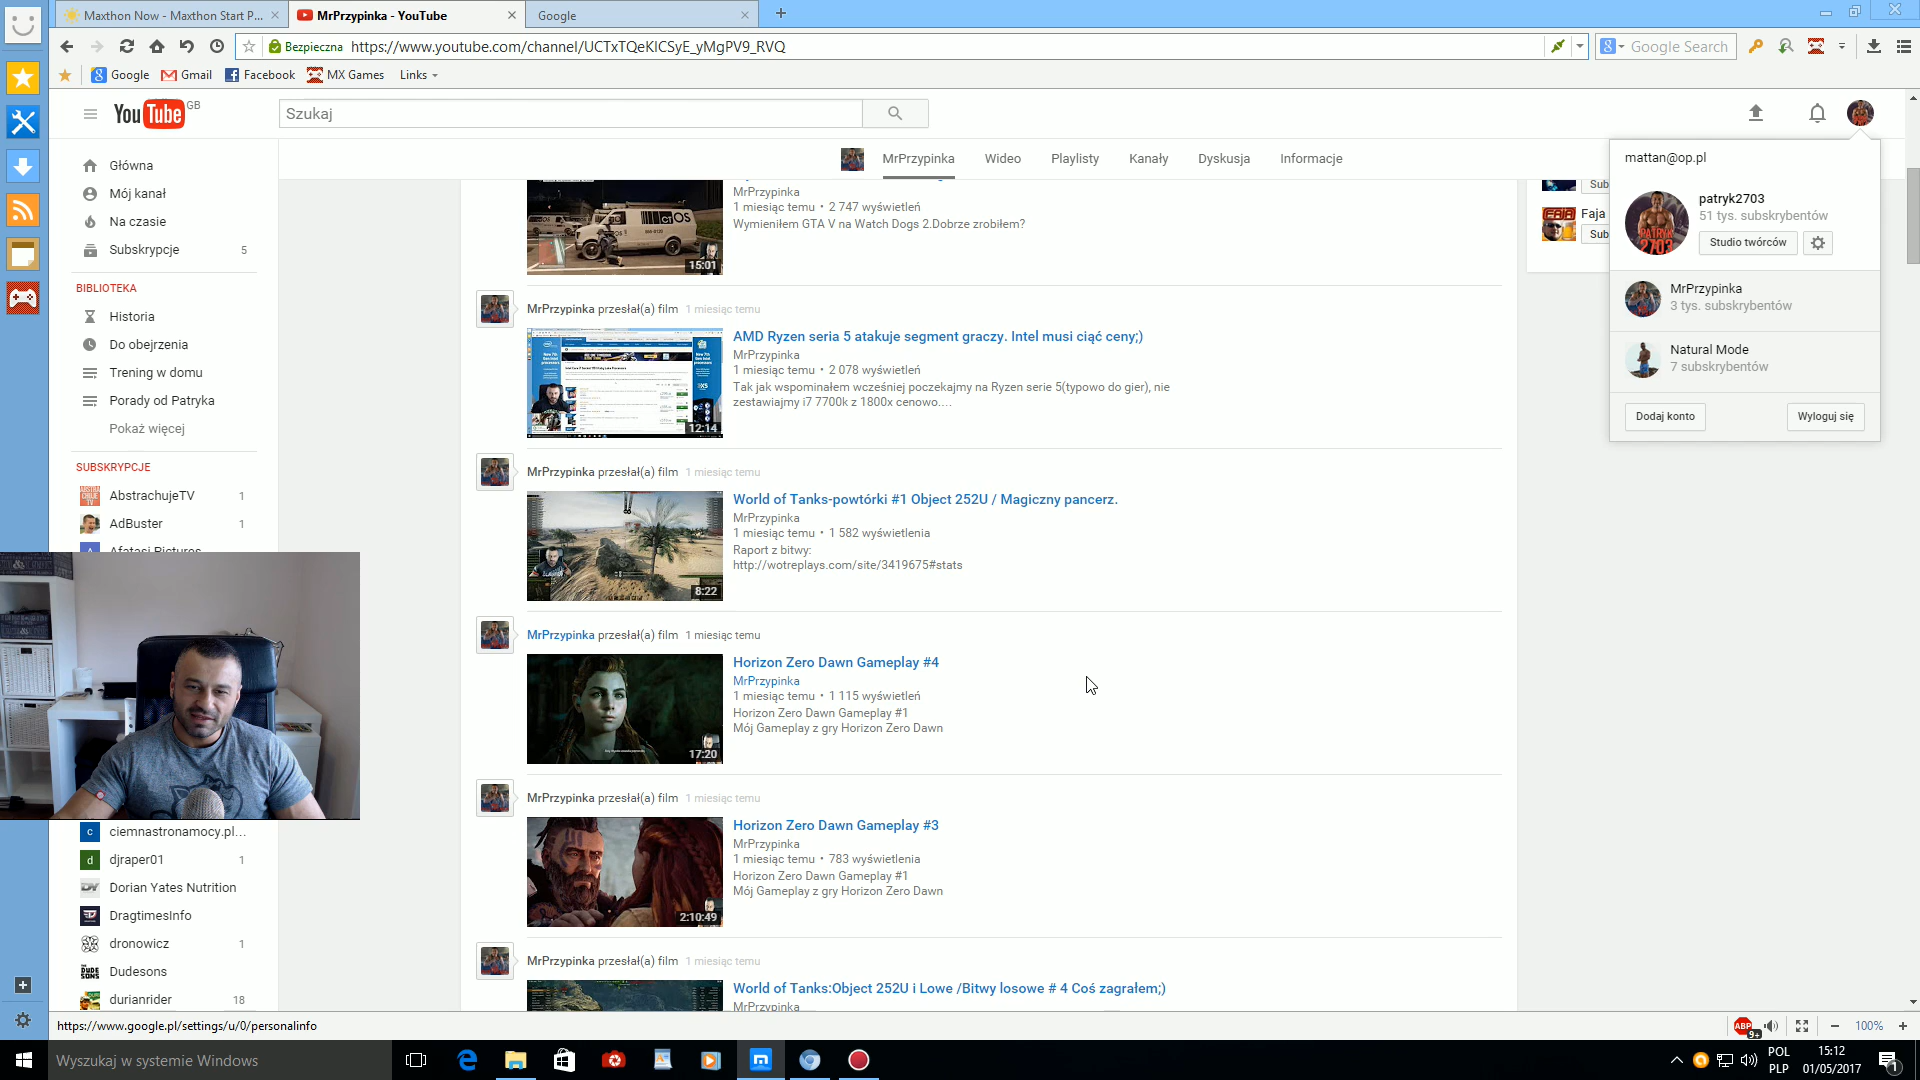 Maxthon Now - Maxthon Start P...
MrPrzypinka - YouTube
Google
Bezpieczna
https://www.youtube.com/channel/UCTxTQeKlCSyE_yMgPV9_RVQ
Google Search
Google
Gmail
Facebook
MX Games
Links
YouTube GB
Szukaj
MrPrzypinka
Wideo
Playlisty
Kanały
Dyskusja
Informacje
Główna
Mój kanał
Na czasie
Subskrypcje 5
BIBLIOTEKA
Historia
Do obejrzenia
Trening w domu
Porady od Patryka
Pokaż więcej
SUBSKRYPCJE
AbstrachujeTV 1
AdBuster 1
Afatasi Pictures
ciemnastronamocy.pl...
djraper01 1
Dorian Yates Nutrition
DragtimesInfo
dronowicz 1
Dudesons
durianrider 18
MrPrzypinka
1 miesiąc temu • 2 747 wyświetleń
Wymieniłem GTA V na Watch Dogs 2.Dobrze zrobiłem?
15:01
MrPrzypinka przesłał(a) film 1 miesiąc temu
AMD Ryzen seria 5 atakuje segment graczy. Intel musi ciąć ceny;)
MrPrzypinka
1 miesiąc temu • 2 078 wyświetleń
Tak jak wspominałem wcześniej poczekajmy na Ryzen serie 5(typowo do gier), nie
zestawiajmy i7 7700k z 1800x cenowo....
12:14
MrPrzypinka przesłał(a) film 1 miesiąc temu
World of Tanks-powtórki #1 Object 252U / Magiczny pancerz.
MrPrzypinka
1 miesiąc temu • 1 582 wyświetlenia
Raport z bitwy:
http://wotreplays.com/site/3419675#stats
8:22
MrPrzypinka przesłał(a) film 1 miesiąc temu
Horizon Zero Dawn Gameplay #4
MrPrzypinka
1 miesiąc temu • 1 115 wyświetleń
Horizon Zero Dawn Gameplay #1
Mój Gameplay z gry Horizon Zero Dawn
17:20
MrPrzypinka przesłał(a) film 1 miesiąc temu
Horizon Zero Dawn Gameplay #3
MrPrzypinka
1 miesiąc temu • 783 wyświetlenia
Horizon Zero Dawn Gameplay #1
Mój Gameplay z gry Horizon Zero Dawn
2:10:49
MrPrzypinka przesłał(a) film 1 miesiąc temu
World of Tanks:Object 252U i Lowe /Bitwy losowe # 4 Coś zagrałem;)
MrPrzypinka
Sub
Faja
Sub
mattan@op.pl
PATRYK
2703
patryk2703
51 tys. subskrybentów
Studio twórców
MrPrzypinka
3 tys. subskrybentów
Natural Mode
7 subskrybentów
Dodaj konto
Wyloguj się
https://www.google.pl/settings/u/0/personalinfo
ABP
9+
100%
Wyszukaj w systemie Windows
POL
PLP
15:12
01/05/2017
1